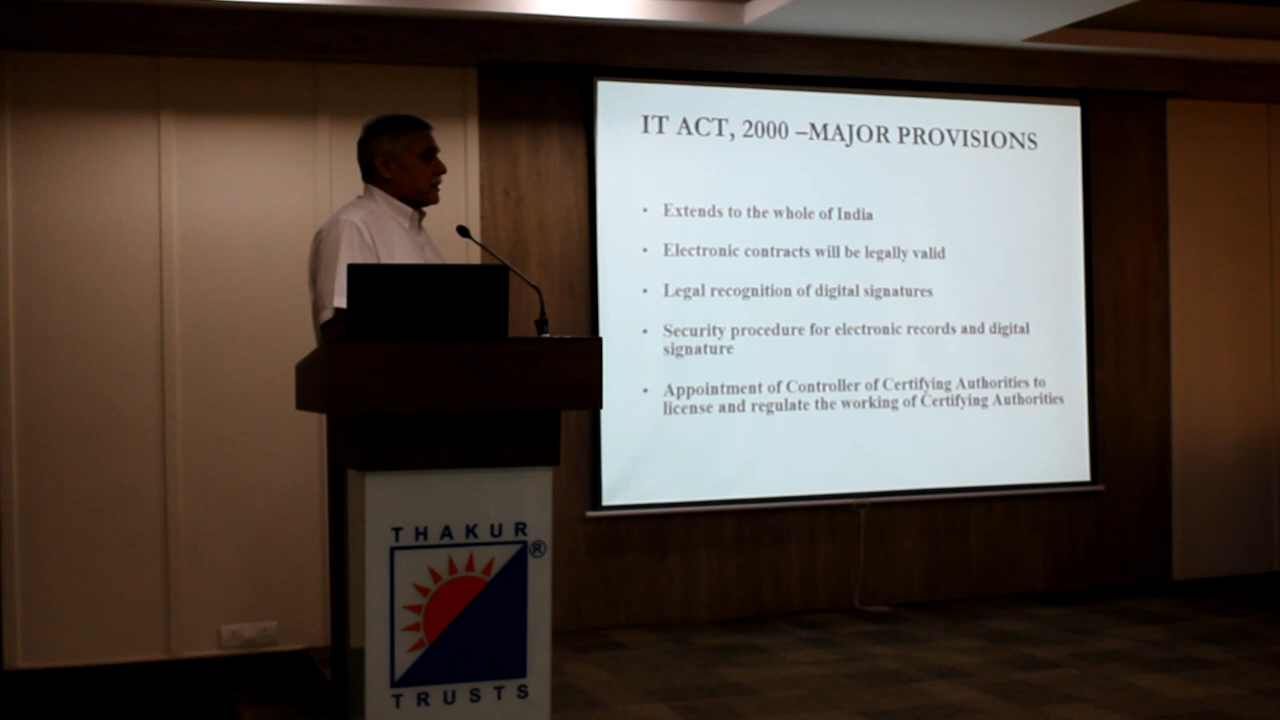 IT ACT, 2000 –MAJOR PROVISIONS
• Extends to the whole of India
• Electronic contracts will be legally valid
• Legal recognition of digital signatures
• Security procedure for electronic records and digital
signature
• Appointment of Controller of Certifying Authorities to
license and regulate the working of Certifying Authorities
THAKUR
®
TRUSTS